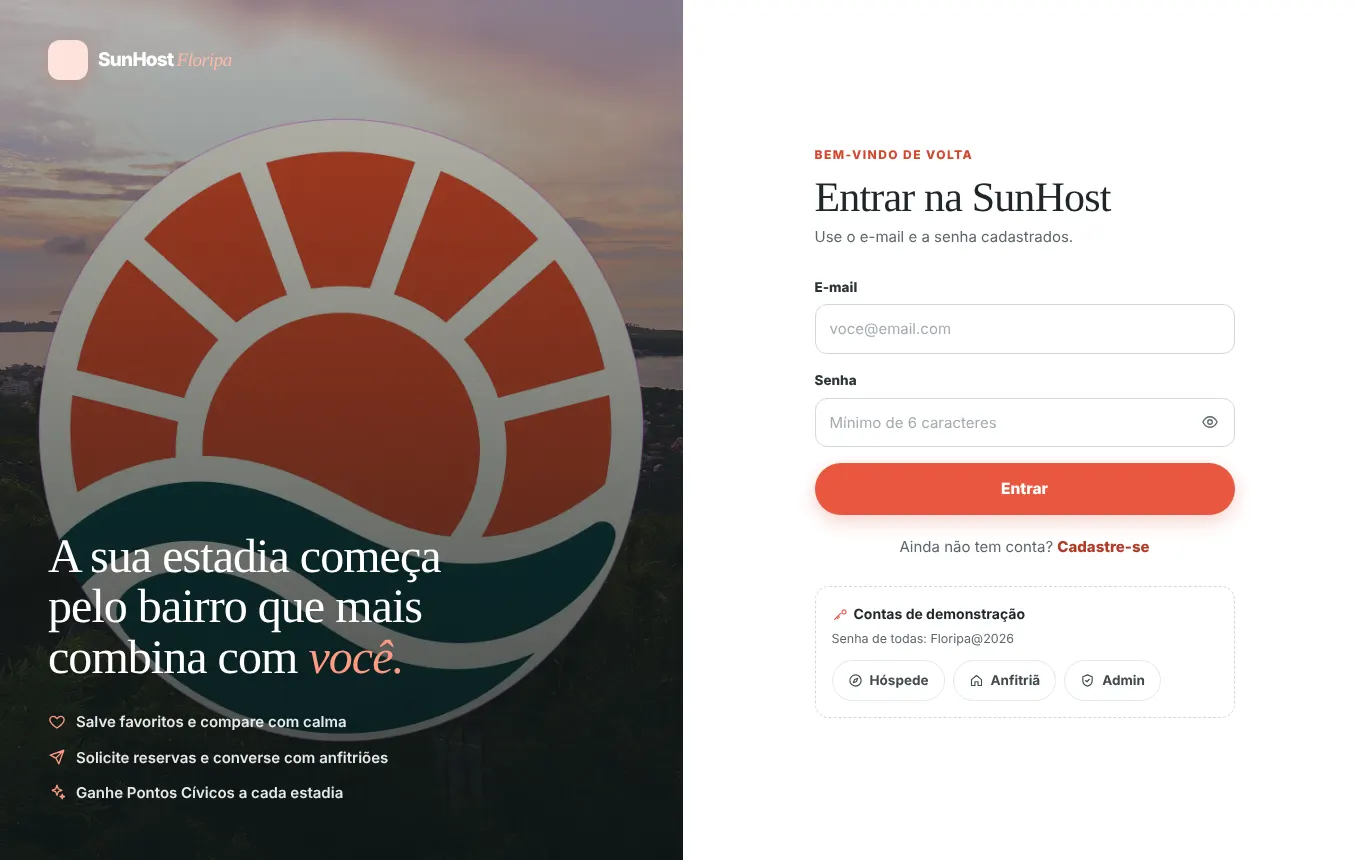 SunHost Floripa
A sua estadia começa
pelo bairro que mais
combina com você.
Salve favoritos e compare com calma
Solicite reservas e converse com anfitriões
Ganhe Pontos Cívicos a cada estadia
BEM-VINDO DE VOLTA
Entrar na SunHost
Use o e-mail e a senha cadastrados.
E-mail
voce@email.com
Senha
Mínimo de 6 caracteres
Entrar
Ainda não tem conta? Cadastre-se
Contas de demonstração
Senha de todas: Floripa@2026
Hóspede Anfitriã Admin